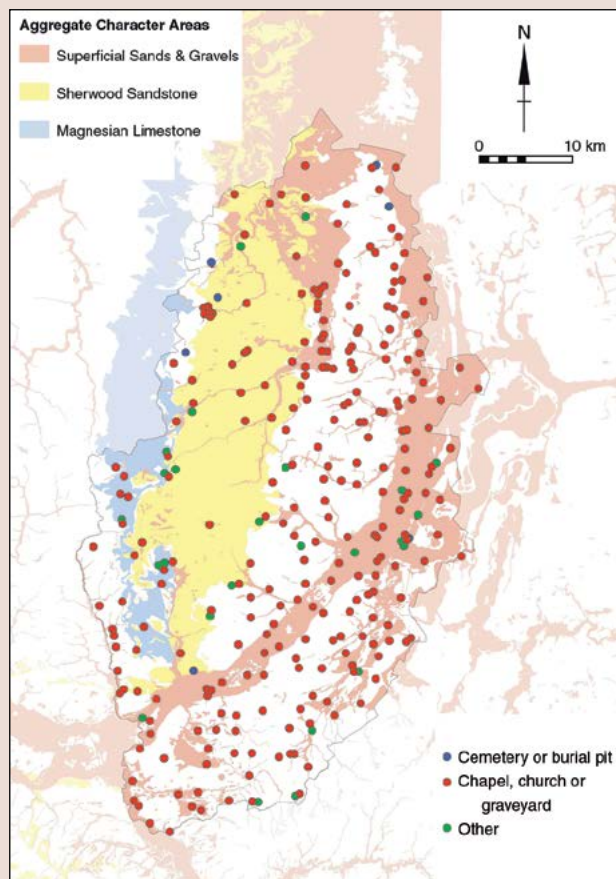 Aggregate Character Areas
Superficial Sands & Gravels
Sherwood Sandstone
Magnesian Limestone
N
0 10 km
Cemetery or burial pit
Chapel, church or
graveyard
Other